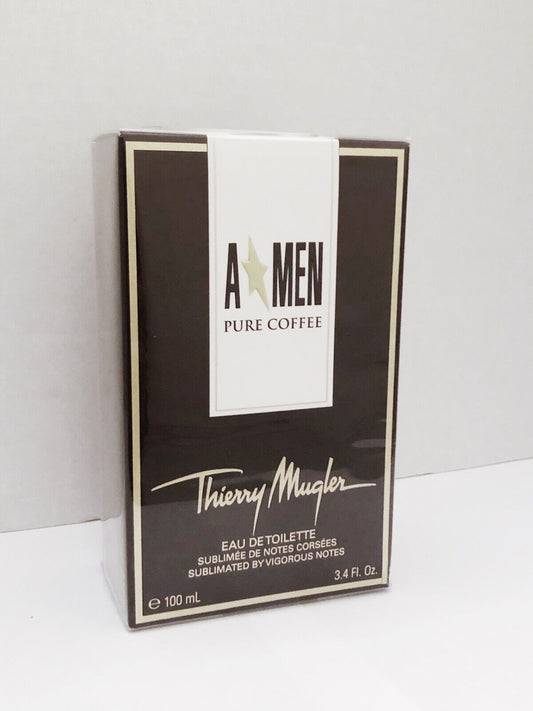 A★MEN
PURE COFFEE
Thierry Mugler
EAU DE TOILETTE
SUBLIMÉE DE NOTES CORSÉES
SUBLIMATED BY VIGOROUS NOTES
3.4 Fl. Oz.
℮ 100 mL